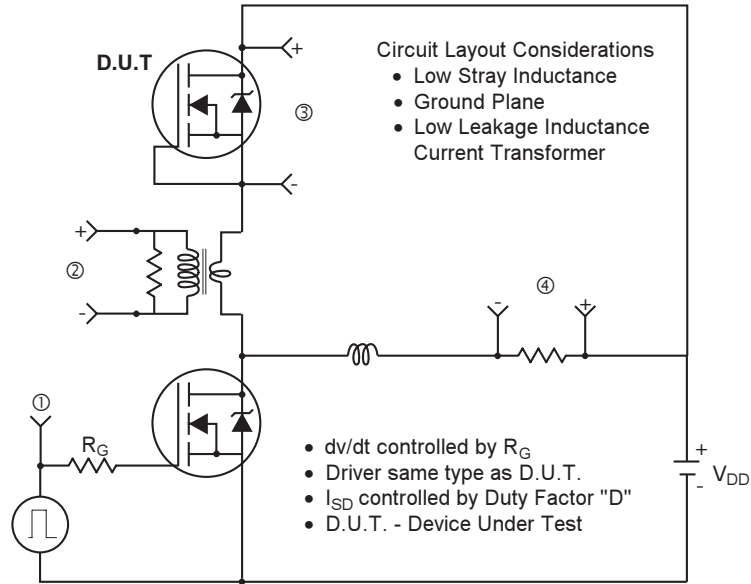 D.U.T
+
③
-
Circuit Layout Considerations
• Low Stray Inductance
• Ground Plane
• Low Leakage Inductance
Current Transformer
+
②
-
④
-
+
①
R_G
• dv/dt controlled by R_G
• Driver same type as D.U.T.
• I_SD controlled by Duty Factor "D"
• D.U.T. - Device Under Test
+
V_DD
-